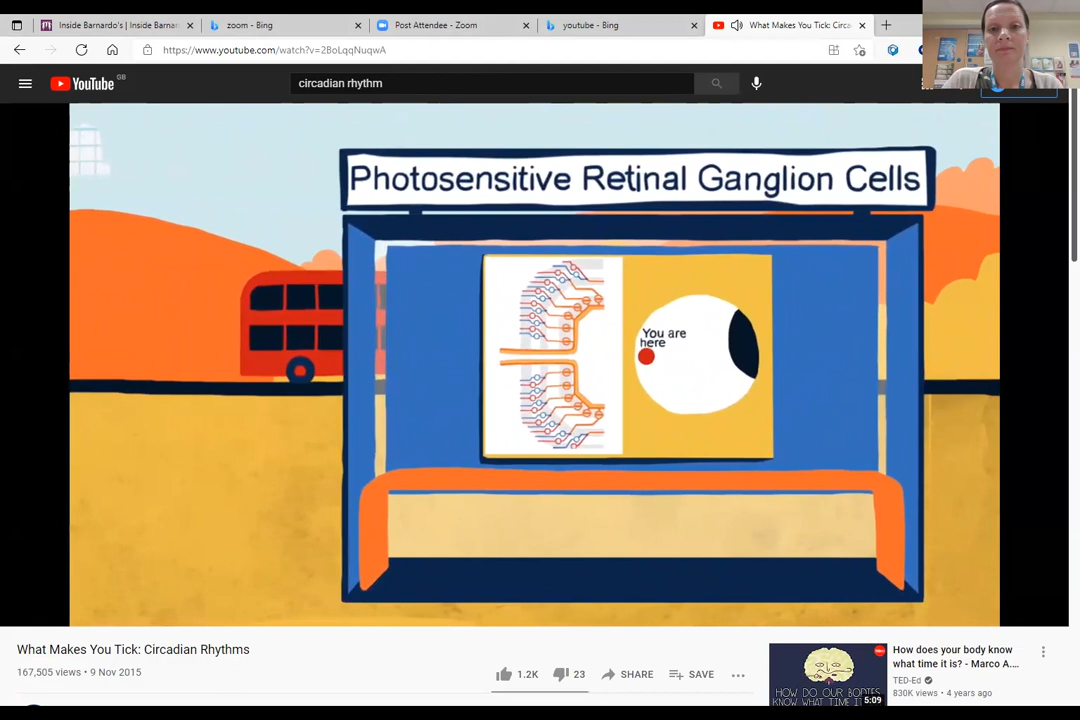 Inside Barnardo's | Inside Barnar
zoom - Bing
Post Attendee - Zoom
youtube - Bing
What Makes You Tick: Circa
https://www.youtube.com/watch?v=2BoLqqNuqwA
YouTube GB
circadian rhythm
Photosensitive Retinal Ganglion Cells
You are
here
What Makes You Tick: Circadian Rhythms
167,505 views • 9 Nov 2015
1.2K
23
SHARE
SAVE
HOW DO OUR BODIES
KNOW WHAT TIME IT IS?
5:09
How does your body know
what time it is? - Marco A....
TED-Ed
830K views • 4 years ago